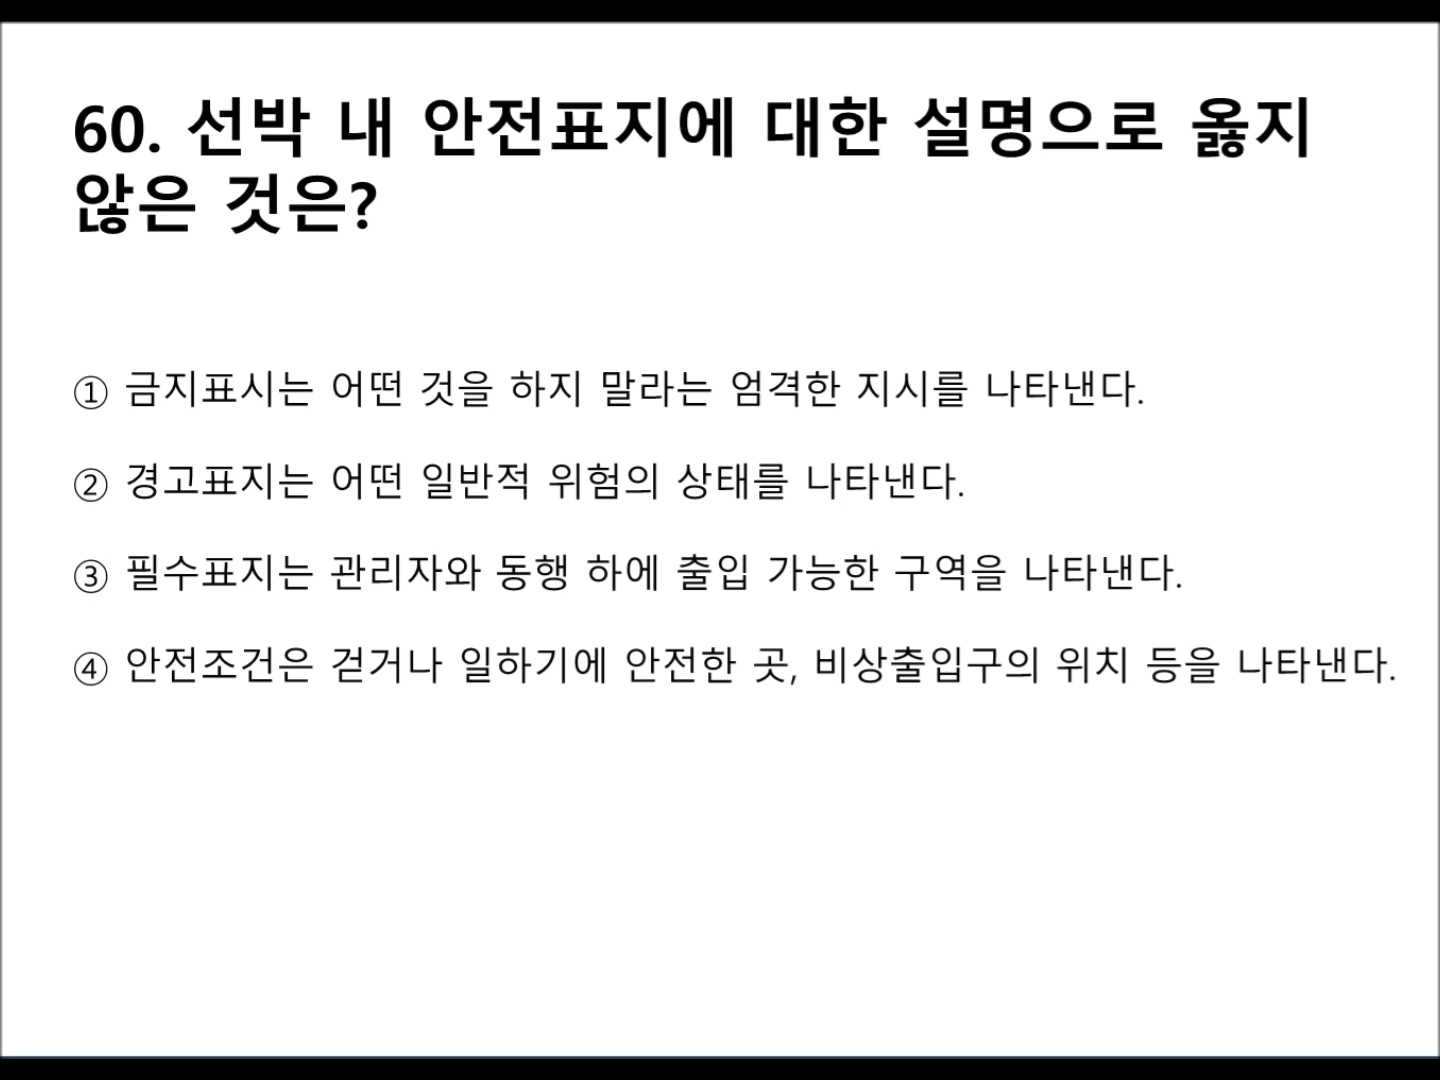 60. 선박 내 안전표지에 대한 설명으로 옳지
않은 것은?
① 금지표시는 어떤 것을 하지 말라는 엄격한 지시를 나타낸다.
② 경고표지는 어떤 일반적 위험의 상태를 나타낸다.
③ 필수표지는 관리자와 동행 하에 출입 가능한 구역을 나타낸다.
④ 안전조건은 걷거나 일하기에 안전한 곳, 비상출입구의 위치 등을 나타낸다.